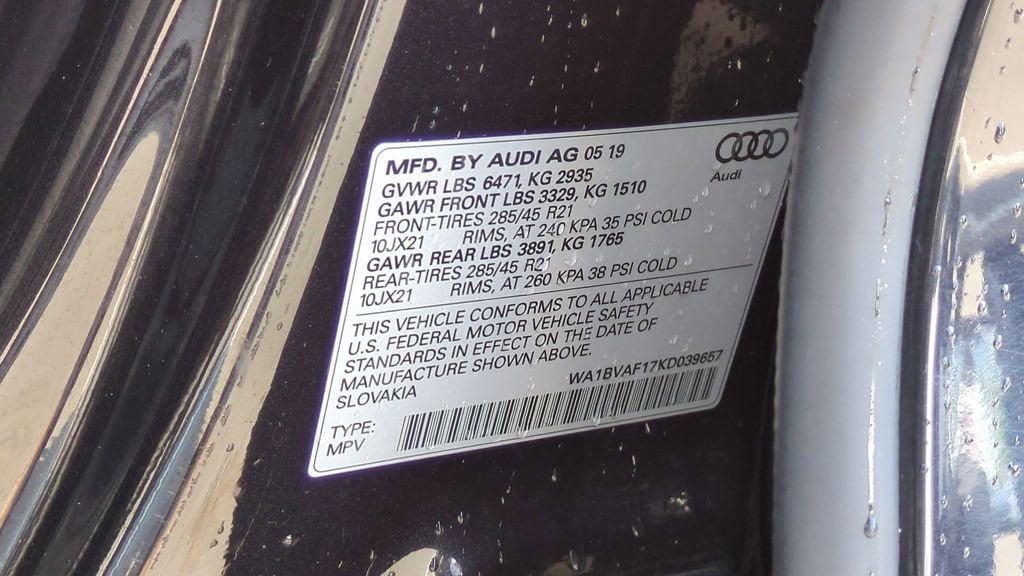 MFD. BY AUDI AG 05 19
Audi
GVWR LBS 6471, KG 2935
GAWR FRONT LBS 3329, KG 1510
FRONT-TIRES 285/45 R21
10JX21 RIMS, AT 240 KPA 35 PSI COLD
GAWR REAR LBS 3891, KG 1765
REAR-TIRES 285/45 R21
10JX21 RIMS, AT 260 KPA 38 PSI COLD
THIS VEHICLE CONFORMS TO ALL APPLICABLE
U.S. FEDERAL MOTOR VEHICLE SAFETY
STANDARDS IN EFFECT ON THE DATE OF
MANUFACTURE SHOWN ABOVE.
SLOVAKIA
WA1BVAF17KD039657
TYPE:
MPV